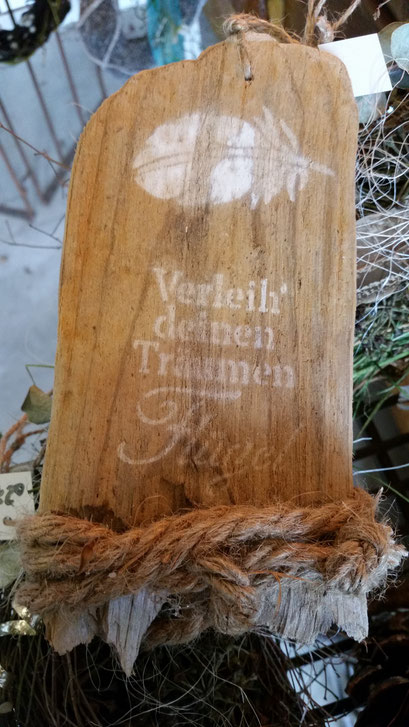 Verleih'
deinen
Träumen
Flügel